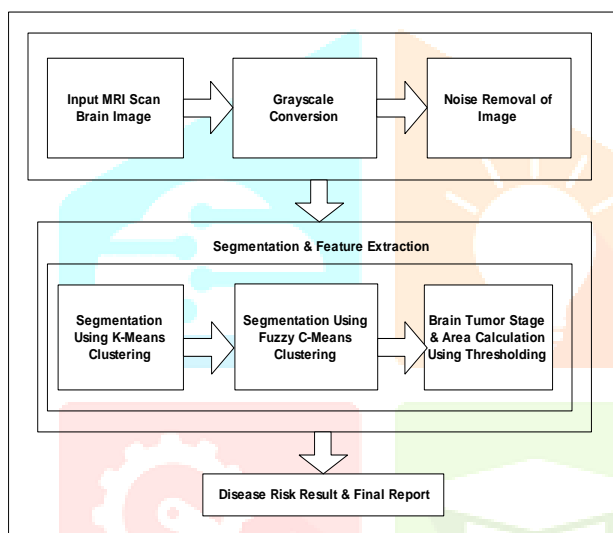 Input MRI Scan
Brain Image
Grayscale
Conversion
Noise Removal of
Image
Segmentation & Feature Extraction
Segmentation
Using K-Means
Clustering
Segmentation Using
Fuzzy C-Means
Clustering
Brain Tumor Stage
& Area Calculation
Using Thresholding
Disease Risk Result & Final Report